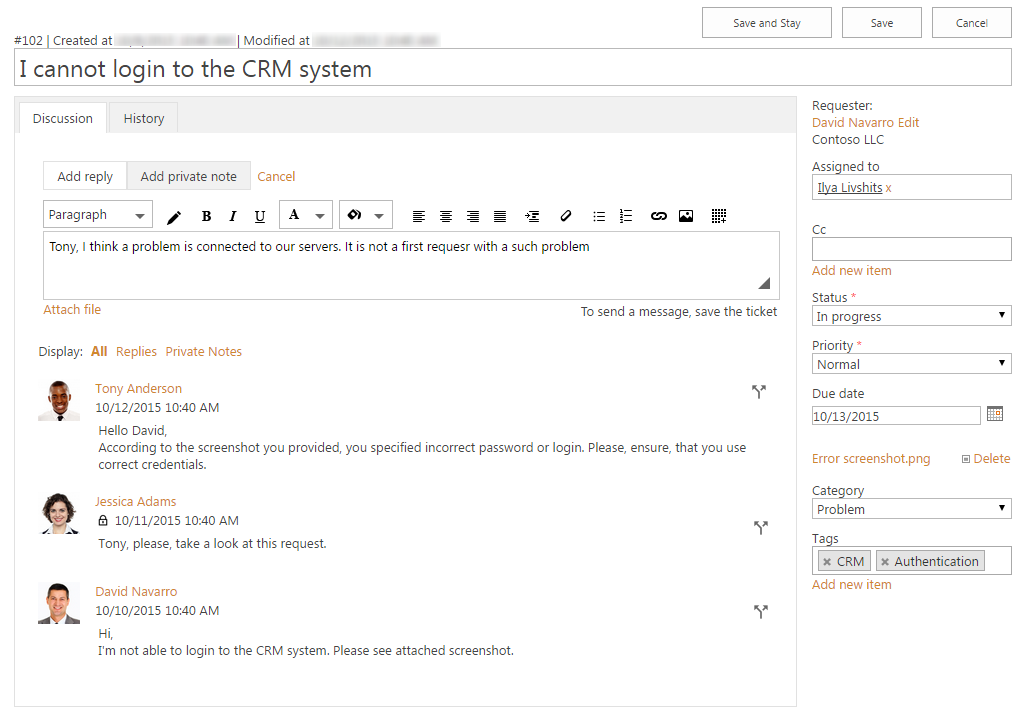 Save and Stay
Save
Cancel
#102 | Created at | Modified at
I cannot login to the CRM system
Discussion
History
Add reply
Add private note
Cancel
Paragraph
B I U A
Tony, I think a problem is connected to our servers. It is not a first requesr with a such problem
Attach file
To send a message, save the ticket
Display: All Replies Private Notes
Tony Anderson
10/12/2015 10:40 AM
Hello David,
According to the screenshot you provided, you specified incorrect password or login. Please, ensure, that you use
correct credentials.
Jessica Adams
10/11/2015 10:40 AM
Tony, please, take a look at this request.
David Navarro
10/10/2015 10:40 AM
Hi,
I'm not able to login to the CRM system. Please see attached screenshot.
Requester:
David Navarro Edit
Contoso LLC
Assigned to
Ilya Livshits x
Cc
Add new item
Status *
In progress
Priority *
Normal
Due date
10/13/2015
Error screenshot.png
Delete
Category
Problem
Tags
× CRM × Authentication
Add new item